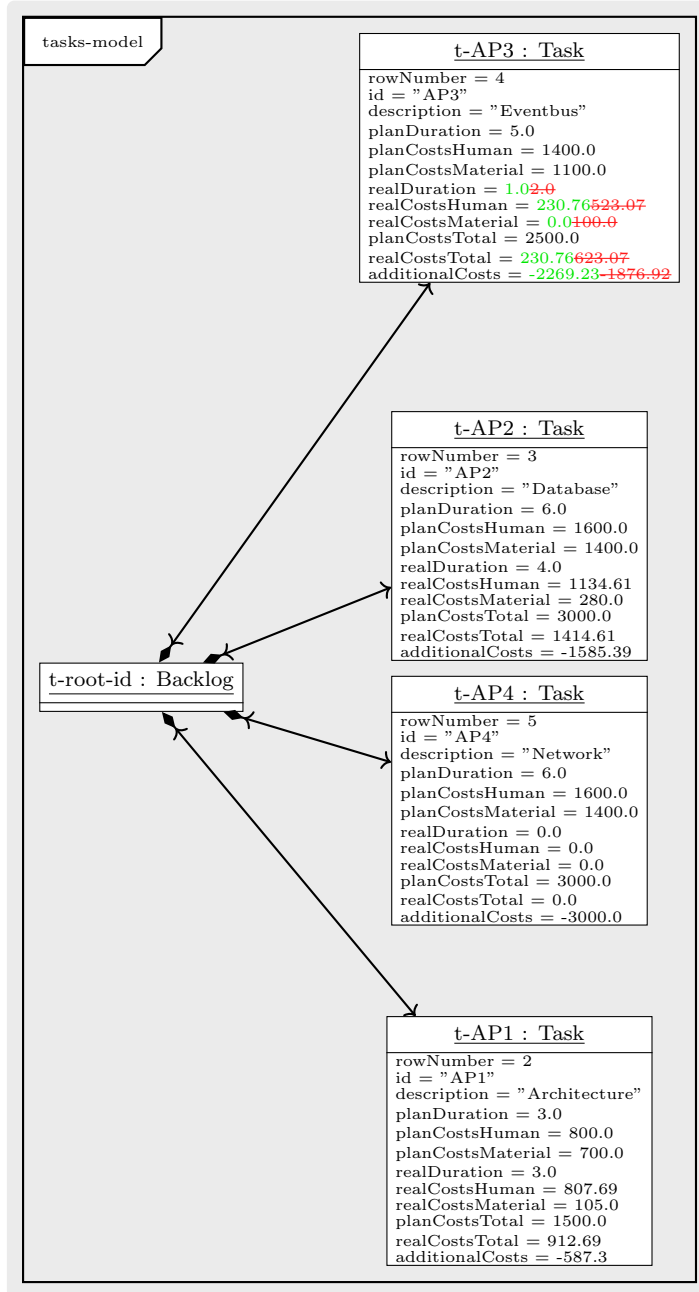 tasks-model
t-AP3 : Task
rowNumber = 4
id = ”AP3”
description = ”Eventbus”
planDuration = 5.0
planCostsHuman = 1400.0
planCostsMaterial = 1100.0
realDuration = 1.02.0
realCostsHuman = 230.76523.07
realCostsMaterial = 0.0100.0
planCostsTotal = 2500.0
realCostsTotal = 230.76623.07
additionalCosts = -2269.23-1876.92
t-AP2 : Task
rowNumber = 3
id = ”AP2”
description = ”Database”
planDuration = 6.0
planCostsHuman = 1600.0
planCostsMaterial = 1400.0
realDuration = 4.0
realCostsHuman = 1134.61
realCostsMaterial = 280.0
planCostsTotal = 3000.0
realCostsTotal = 1414.61
additionalCosts = -1585.39
t-root-id : Backlog
t-AP4 : Task
rowNumber = 5
id = ”AP4”
description = ”Network”
planDuration = 6.0
planCostsHuman = 1600.0
planCostsMaterial = 1400.0
realDuration = 0.0
realCostsHuman = 0.0
realCostsMaterial = 0.0
planCostsTotal = 3000.0
realCostsTotal = 0.0
additionalCosts = -3000.0
t-AP1 : Task
rowNumber = 2
id = ”AP1”
description = ”Architecture”
planDuration = 3.0
planCostsHuman = 800.0
planCostsMaterial = 700.0
realDuration = 3.0
realCostsHuman = 807.69
realCostsMaterial = 105.0
planCostsTotal = 1500.0
realCostsTotal = 912.69
additionalCosts = -587.3